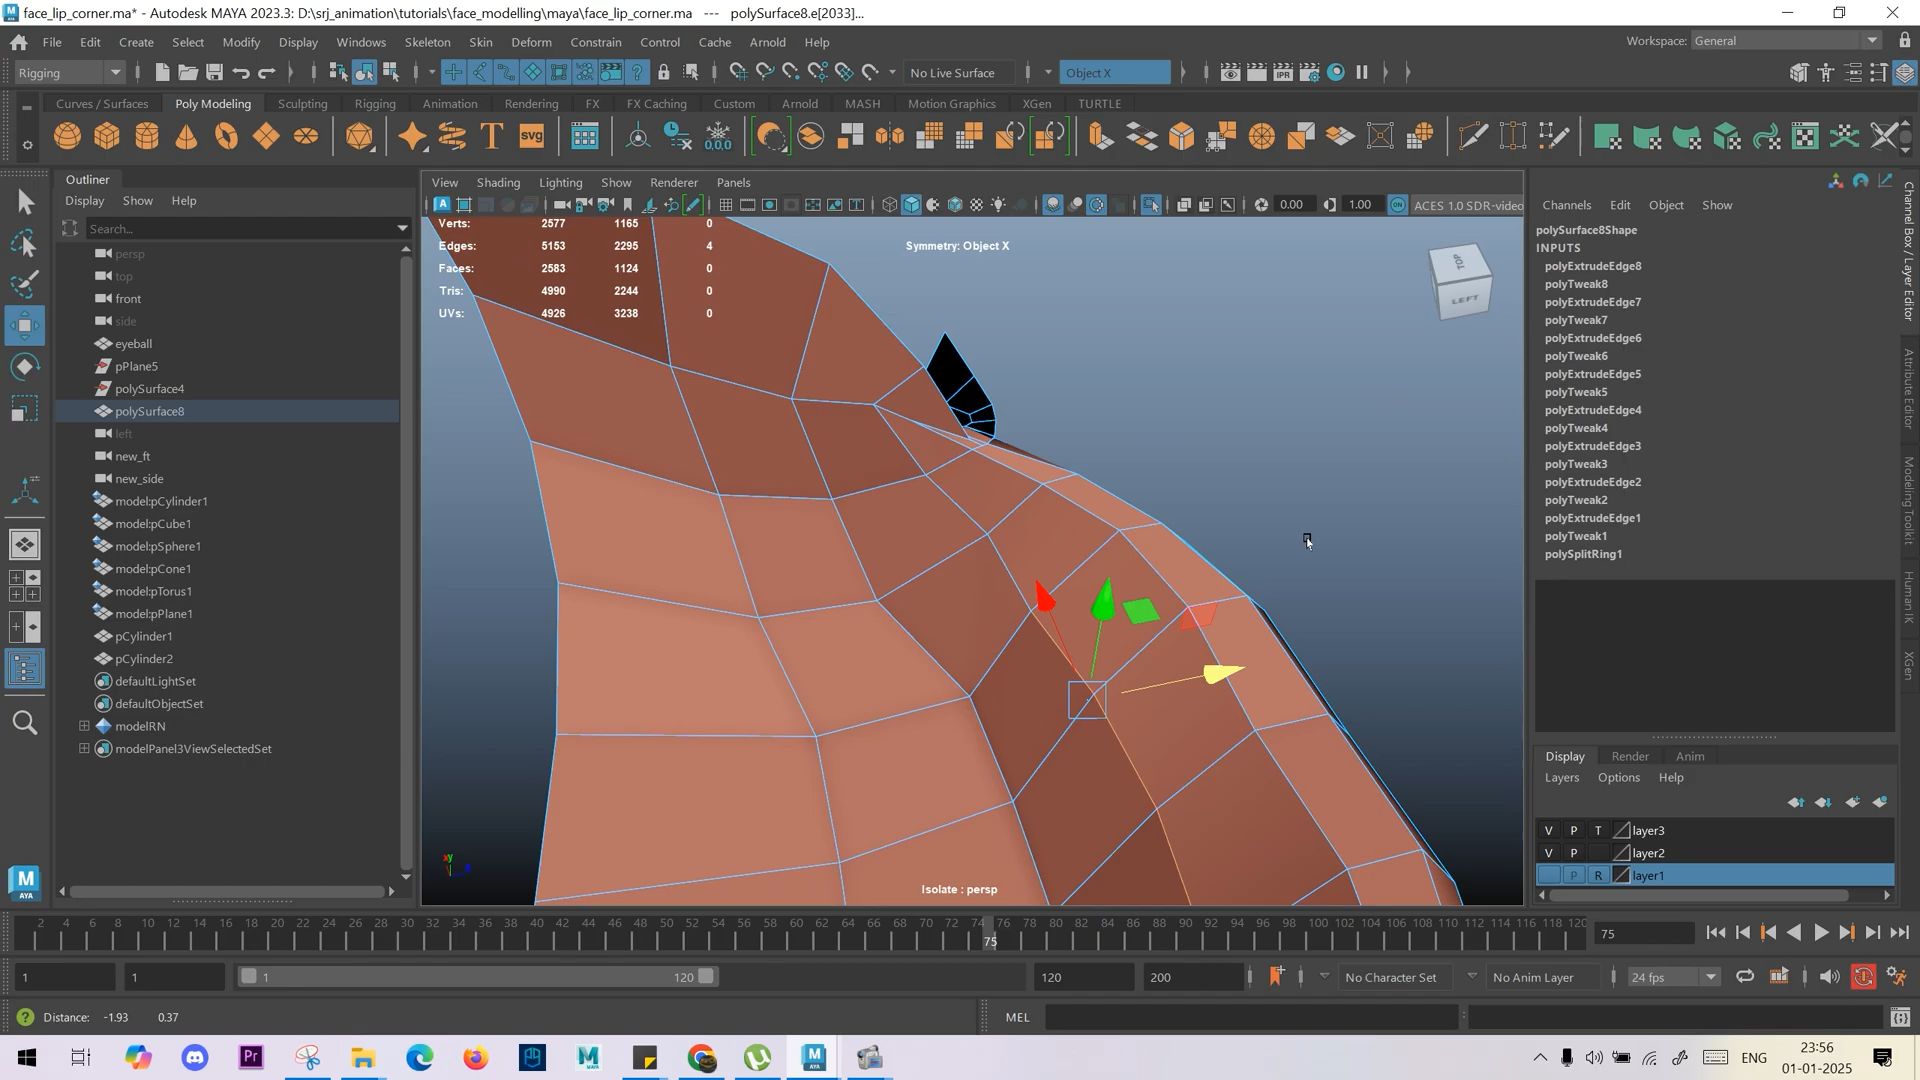 face_lip_corner.ma* - Autodesk MAYA 2023.3: D:\srj_animation\tutorials\face_modelling\maya\face_lip_corner.ma --- polySurface8.e[2033]...
File Edit Create Select Modify Display Windows Skeleton Skin Deform Constrain Control Cache Arnold Help
Workspace: General
Rigging
No Live Surface
Object X
Curves / Surfaces Poly Modeling Sculpting Rigging Animation Rendering FX FX Caching Custom Arnold MASH Motion Graphics XGen TURTLE
Outliner
Display Show Help
Search...
persp
top
front
side
eyeball
pPlane5
polySurface4
polySurface8
left
new_ft
new_side
model:pCylinder1
model:pCube1
model:pSphere1
model:pCone1
model:pTorus1
model:pPlane1
pCylinder1
pCylinder2
defaultLightSet
defaultObjectSet
modelRN
modelPanel3ViewSelectedSet
View Shading Lighting Show Renderer Panels
0.00 1.00 ACES 1.0 SDR-video
Verts: 2577 1165 0
Edges: 5153 2295 4
Faces: 2583 1124 0
Tris: 4990 2244 0
UVs: 4926 3238 0
Symmetry: Object X
TOP
LEFT
Isolate : persp
Channels Edit Object Show
polySurface8Shape
INPUTS
polyExtrudeEdge8
polyTweak8
polyExtrudeEdge7
polyTweak7
polyExtrudeEdge6
polyTweak6
polyExtrudeEdge5
polyTweak5
polyExtrudeEdge4
polyTweak4
polyExtrudeEdge3
polyTweak3
polyExtrudeEdge2
polyTweak2
polyExtrudeEdge1
polyTweak1
polySplitRing1
Channel Box / Layer Editor
Attribute Editor
Modeling Toolkit
Human IK
XGen
Display Render Anim
Layers Options Help
V P T layer3
V P layer2
P R layer1
2 4 6 8 10 12 14 16 18 20 22 24 26 28 30 32 34 36 38 40 42 44 46 48 50 52 54 56 58 60 62 64 66 68 70 72 74 76 78 80 82 84 86 88 90 92 94 96 98 100 102 104 106 108 110 112 114 116 118 120
75
75
1 1 1 120 120 200 No Character Set No Anim Layer 24 fps
Distance: -1.93 0.37
MEL
ENG
23:56
01-01-2025